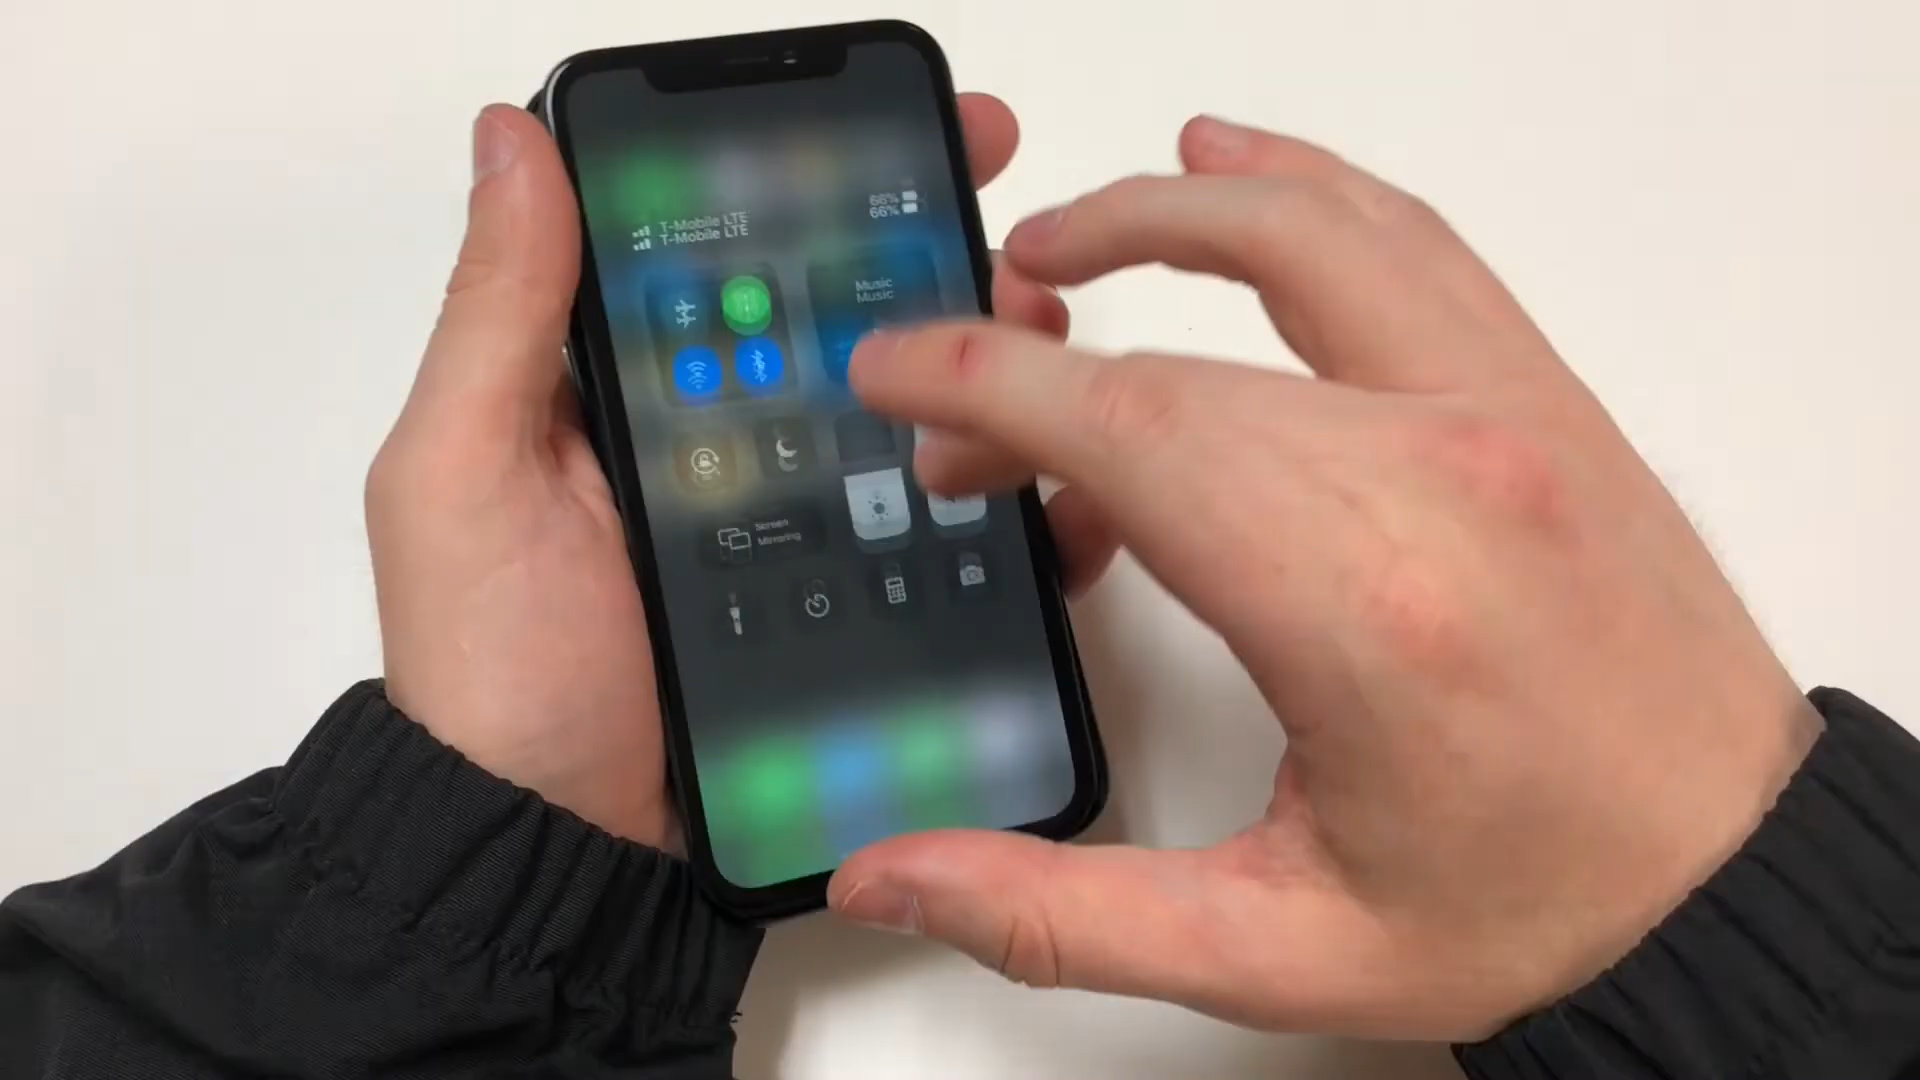 66%
66%
T-Mobile LTE
T-Mobile LTE
Music
Music
Screen
Mirroring